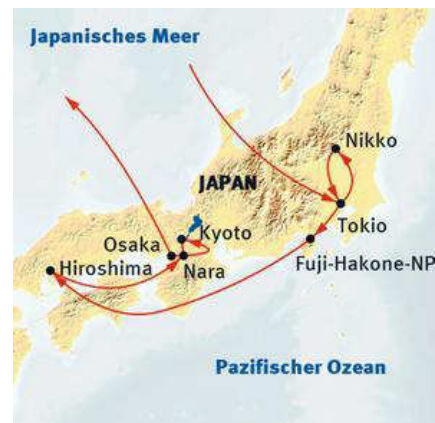 Japanisches Meer
Nikko
JAPAN
Tokio
Kyoto
Osaka
Fuji-Hakone-NP
Hiroshima
Nara
Pazifischer Ozean